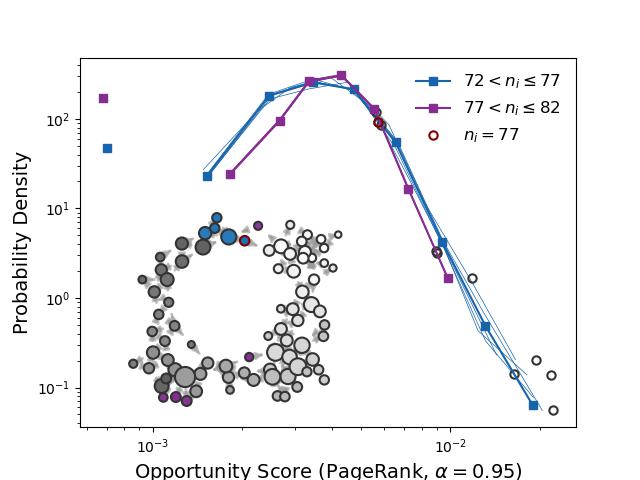 72 < nᵢ ≤ 77
77 < nᵢ ≤ 82
nᵢ = 77
10²
10¹
10⁰
10⁻¹
Probability Density
10⁻³ 10⁻²
Opportunity Score (PageRank, α = 0.95)